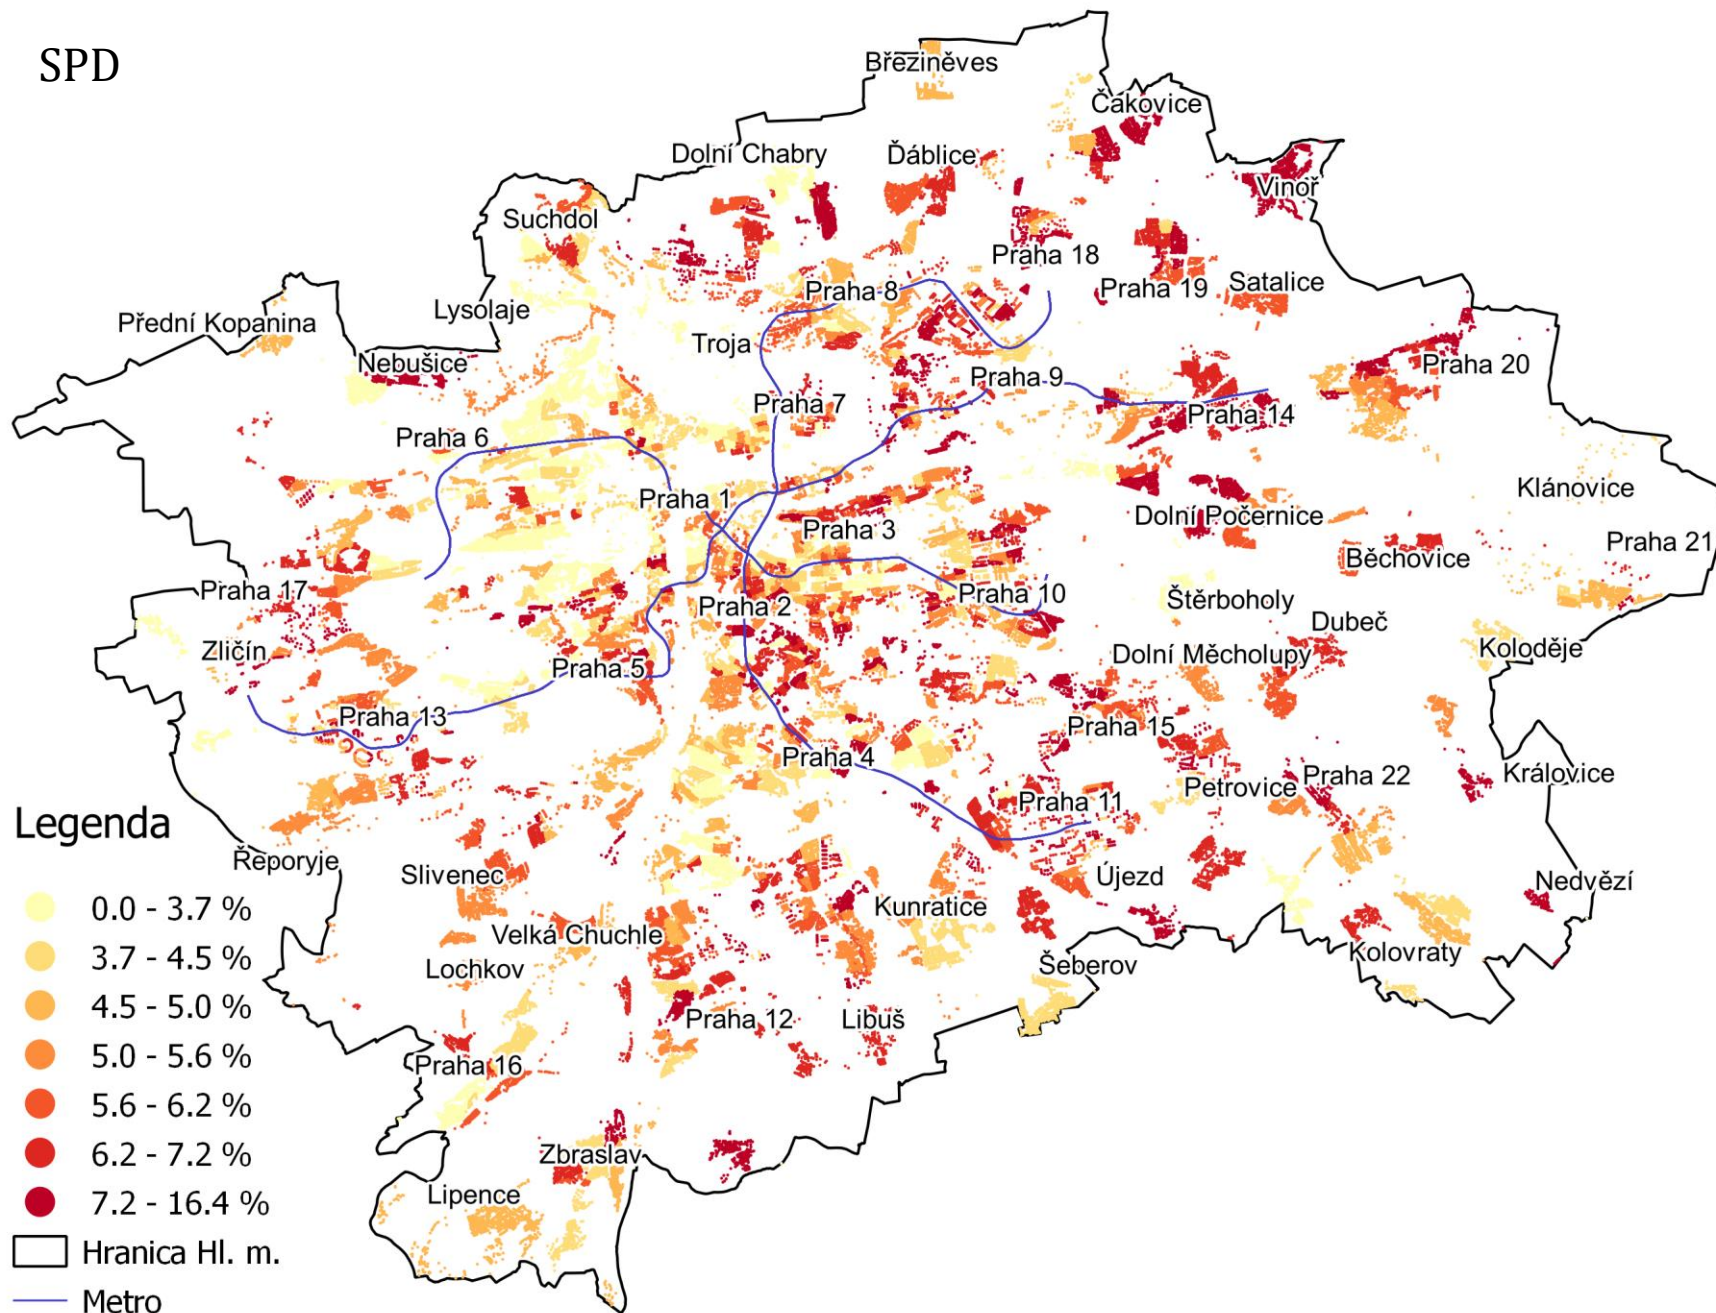 SPD
Březiněves
Čakovice
Dolní Chabry
Ďáblice
Vinoř
Suchdol
Praha 18
Praha 19
Satalice
Praha 8
Lysolaje
Přední Kopanina
Troja
Nebušice
Praha 20
Praha 9
Praha 7
Praha 14
Praha 6
Klánovice
Praha 1
Dolní Počernice
Praha 3
Praha 21
Běchovice
Praha 17
Praha 10
Štěrboholy
Praha 2
Dubeč
Zličín
Koloděje
Dolní Měcholupy
Praha 5
Praha 13
Praha 15
Praha 4
Praha 22
Královice
Petrovice
Praha 11
Řeporyje
Slivenec
Újezd
Nedvězí
Kunratice
Velká Chuchle
Kolovraty
Lochkov
Šeberov
Praha 12
Libuš
Praha 16
Zbraslav
Lipence
Legenda
0.0 - 3.7 %
3.7 - 4.5 %
4.5 - 5.0 %
5.0 - 5.6 %
5.6 - 6.2 %
6.2 - 7.2 %
7.2 - 16.4 %
Hranica Hl. m.
Metro